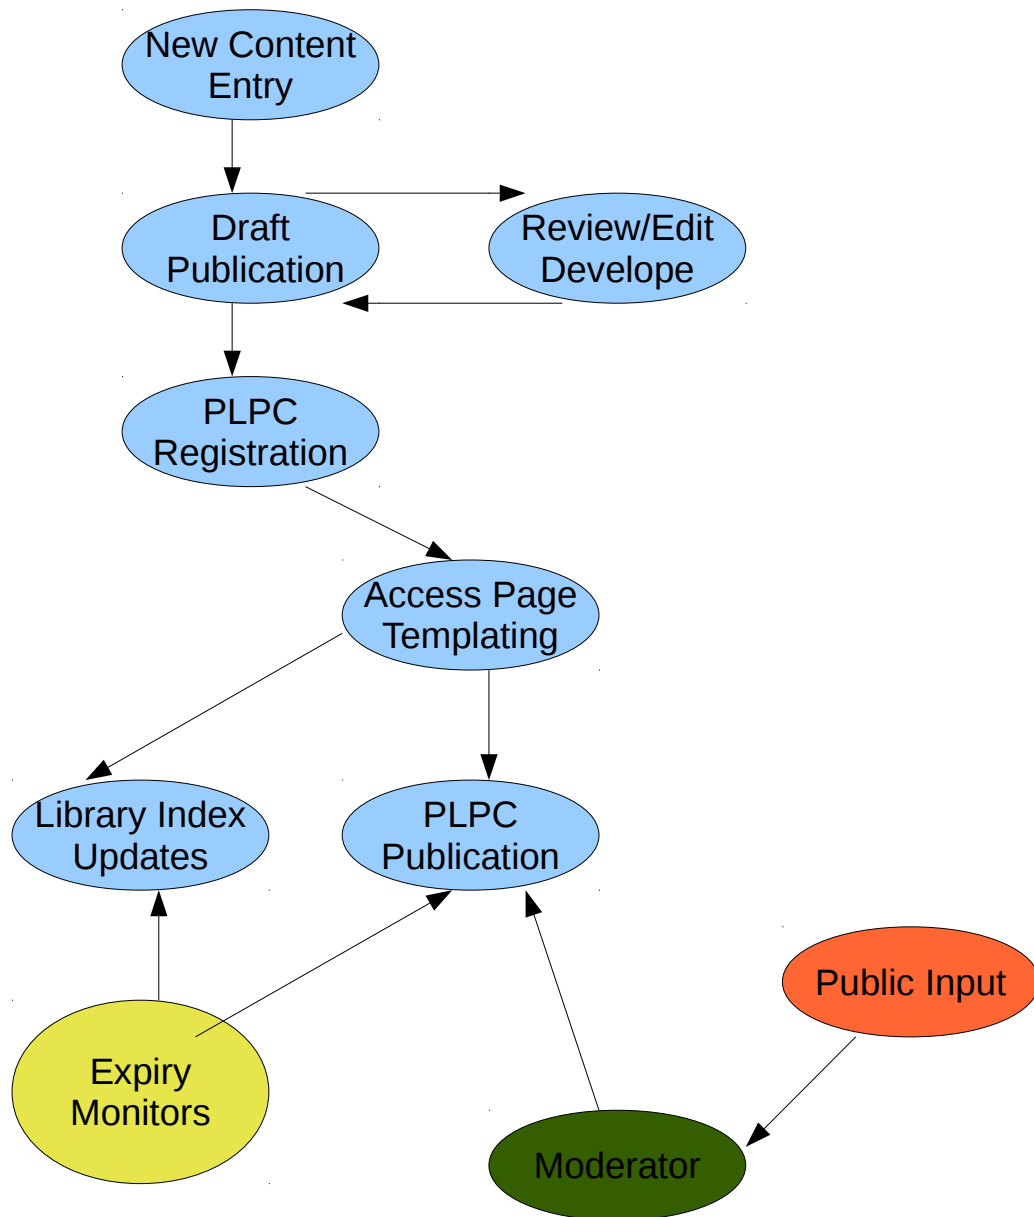 New Content
Entry
Draft
Publication
Review/Edit
Develope
PLPC
Registration
Access Page
Templating
Library Index
Updates
PLPC
Publication
Public Input
Expiry
Monitors
Moderator